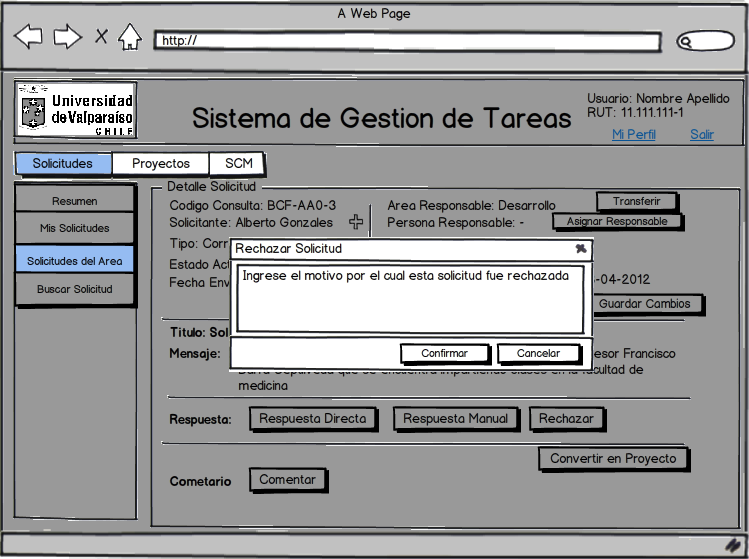 A Web Page
http://
Universidad
de Valparaíso
CHILE
Sistema de Gestion de Tareas
Usuario: Nombre Apellido
RUT: 11.111.111-1
Mi Perfil
Salir
Solicitudes
Proyectos
SCM
Resumen
Mis Solicitudes
Solicitudes del Area
Buscar Solicitud
Detalle Solicitud
Codigo Consulta: BCF-AA0-3
Area Responsable: Desarrollo
Transferir
Solicitante: Alberto Gonzales
Persona Responsable: -
Asignar Responsable
Tipo: Corr
Estado Act
Fecha Env
-04-2012
Guardar Cambios
Rechazar Solicitud
Ingrese el motivo por el cual esta solicitud fue rechazada
Confirmar
Cancelar
Titulo: Sol
Mensaje:
esor Francisco
medicina
Respuesta:
Respuesta Directa
Respuesta Manual
Rechazar
Convertir en Proyecto
Cometario
Comentar